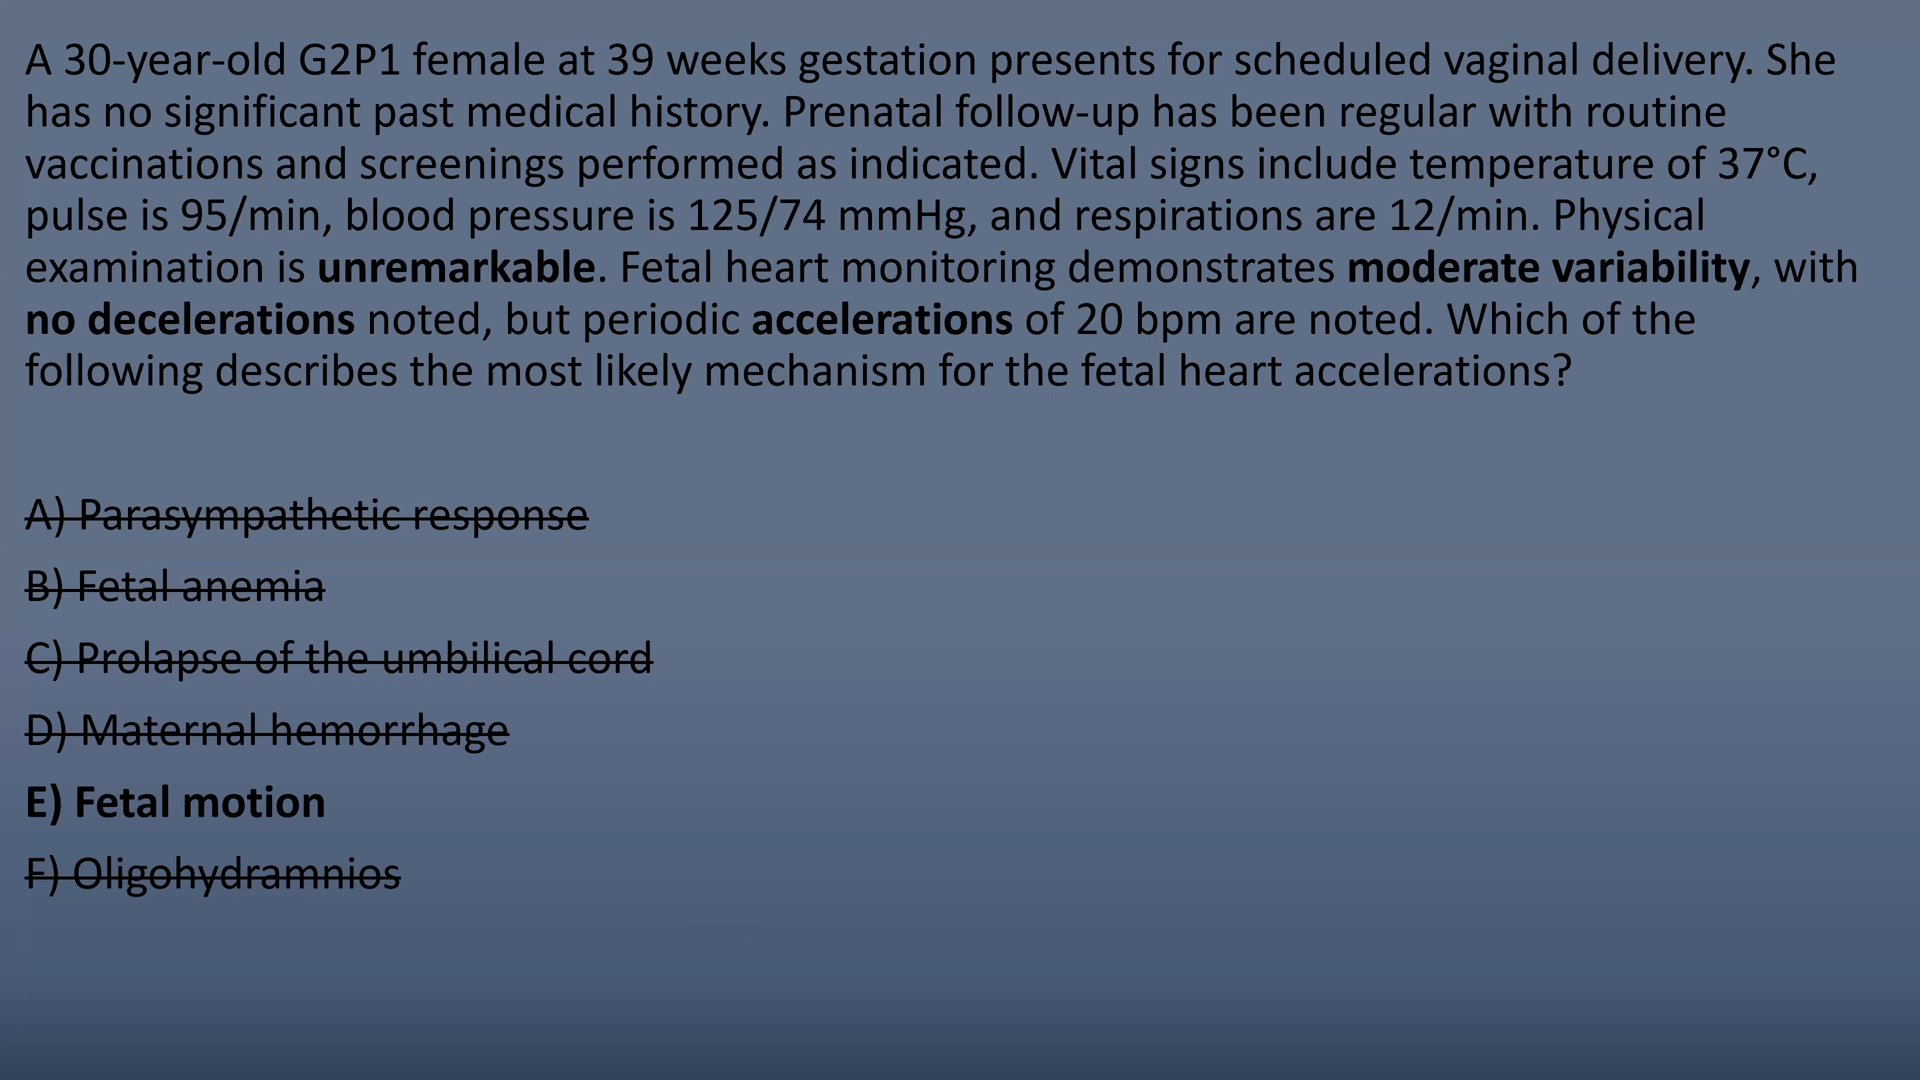 A 30-year-old G2P1 female at 39 weeks gestation presents for scheduled vaginal delivery. She
has no significant past medical history. Prenatal follow-up has been regular with routine
vaccinations and screenings performed as indicated. Vital signs include temperature of 37°C,
pulse is 95/min, blood pressure is 125/74 mmHg, and respirations are 12/min. Physical
examination is unremarkable. Fetal heart monitoring demonstrates moderate variability, with
no decelerations noted, but periodic accelerations of 20 bpm are noted. Which of the
following describes the most likely mechanism for the fetal heart accelerations?
A) Parasympathetic response
B) Fetal anemia
C) Prolapse of the umbilical cord
D) Maternal hemorrhage
E) Fetal motion
F) Oligohydramnios